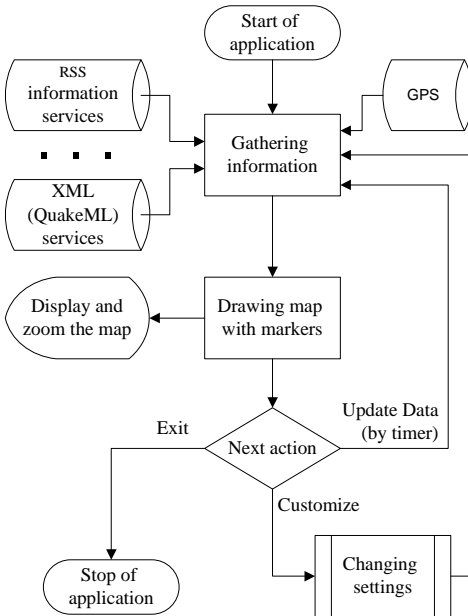 Start of
application
RSS
information
services
GPS
Gathering
information
XML
(QuakeML)
services
Display and
zoom the map
Drawing map
with markers
Exit
Next action
Update Data
(by timer)
Customize
Stop of
application
Changing
settings